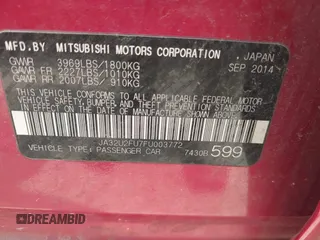 MFD.BY MITSUBISHI MOTORS CORPORATION JAPAN
GVWR 3969LBS/1800KG SEP 2014
GAWR FR 2227LBS/1010KG
GAWR RR 2007LBS/ 910KG
THIS VEHICLE CONFORMS TO ALL APPLICABLE FEDERAL MOTOR
VEHICLE SAFETY, BUMPER, AND THEFT PREVENTION STANDARDS
IN EFFECT ON THE DATE OF MANUFACTURE SHOWN ABOVE.
JA32U2FU7FU003772
VEHICLE TYPE: PASSENGER CAR 7430B 599
DREAMBID